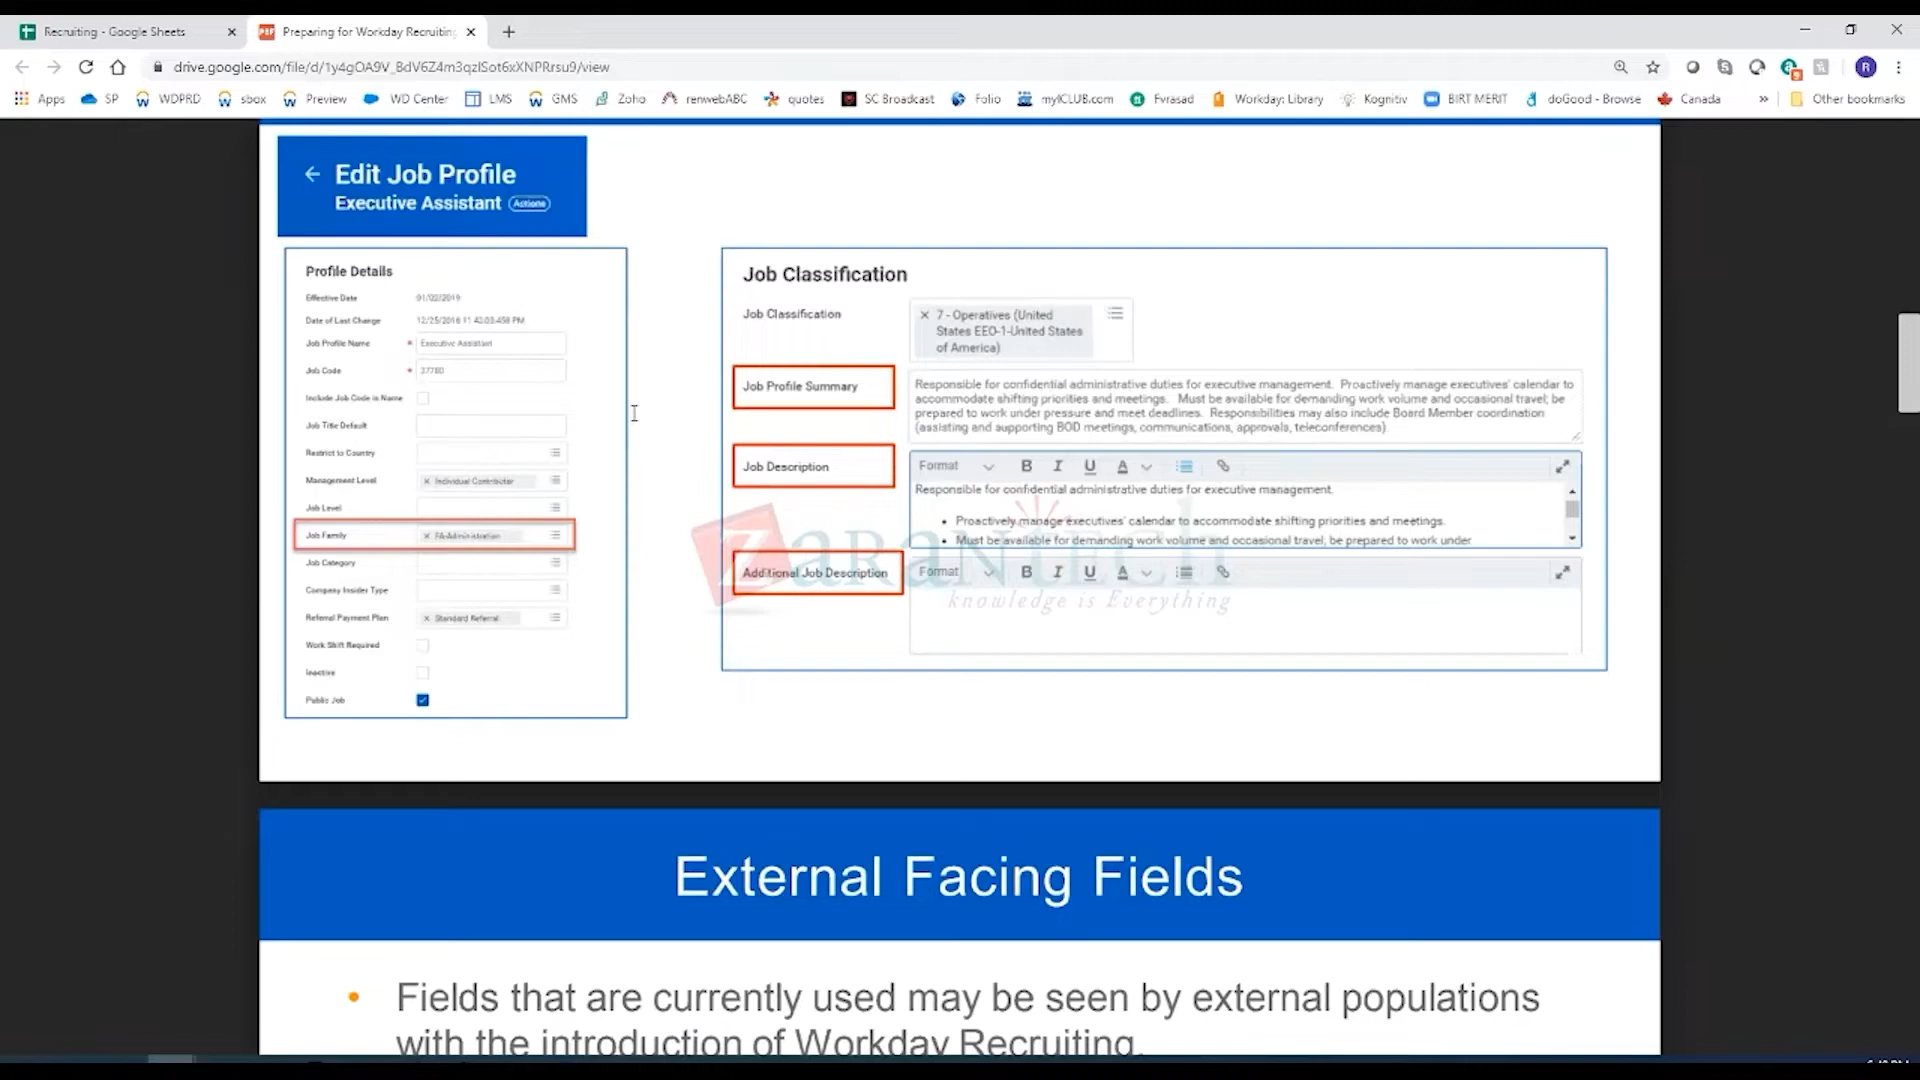 Recruiting - Google Sheets
Preparing for Workday Recruiting
drive.google.com/file/d/1y4gOA9V_BdV6Z4m3qzlSot6xXNPRrsu9/view
R
Apps SP WDPRD sbox Preview WD Center LMS GMS Zoho renwebABC quotes SC Broadcast Folio myICLUB.com Fvrasad Workday: Library Kognitiv BIRT MERIT doGood - Browse Canada » Other bookmarks
Edit Job Profile
Executive Assistant Actions
Profile Details
Effective Date 01/02/2019
Date of Last Change
Job Profile Name * Executive Assistant
Job Code * 37780
Include Job Code in Name
Job Title Default
Restrict to Country
Management Level × Individual Contributor
Job Level
Job Family × FA-Administration
Job Category
Company Insider Type
Referral Payment Plan × Standard Referral
Work Shift Required
Inactive
Public Job
Job Classification
Job Classification
× 7 - Operatives (United
States EEO-1-United States
of America)
Job Profile Summary
Responsible for confidential administrative duties for executive management. Proactively manage executives' calendar to
accommodate shifting priorities and meetings. Must be available for demanding work volume and occasional travel; be
prepared to work under pressure and meet deadlines. Responsibilities may also include Board Member coordination
(assisting and supporting BOD meetings, communications, approvals, teleconferences)
Job Description
Format B I U A
Responsible for confidential administrative duties for executive management.
• Proactively manage executives' calendar to accommodate shifting priorities and meetings.
• Must be available for demanding work volume and occasional travel, be prepared to work under
Additional Job Description
Format B I U A
ZaranTech
knowledge is Everything
External Facing Fields
• Fields that are currently used may be seen by external populations
with the introduction of Workday Recruiting.